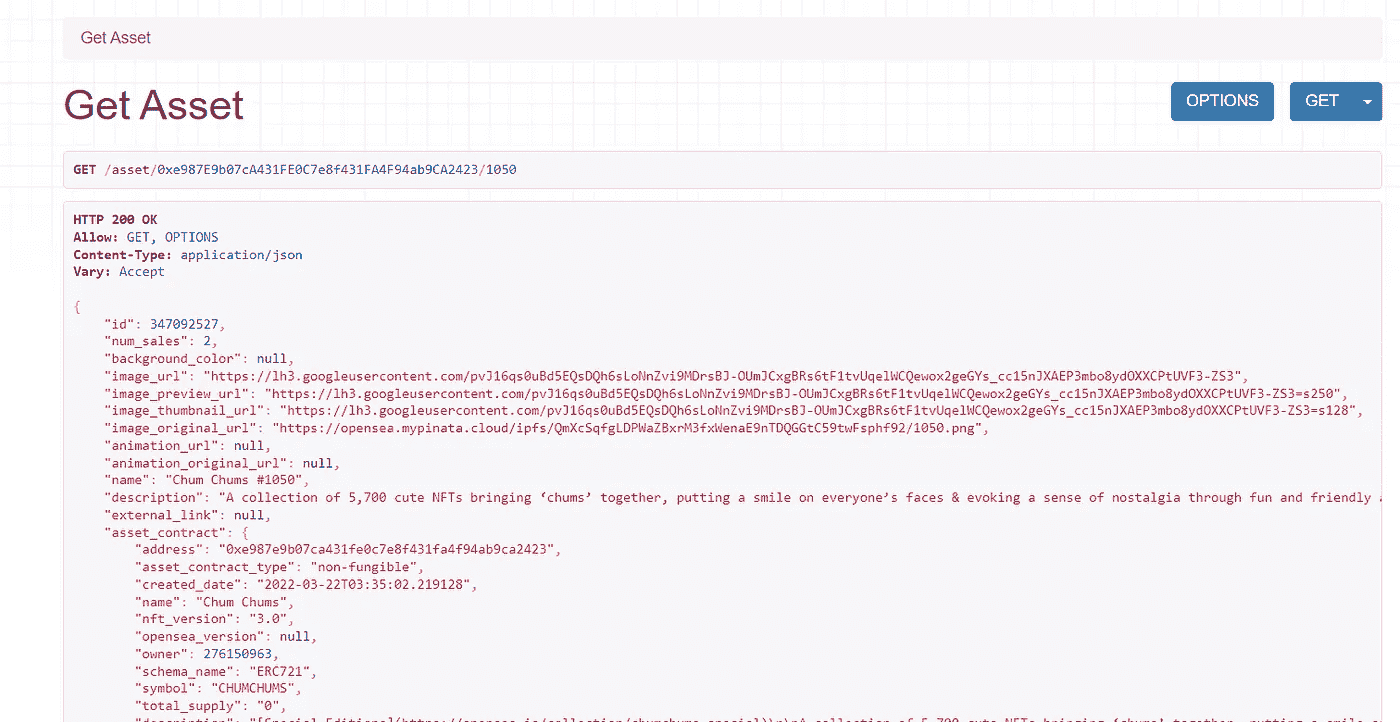 Get Asset
Get Asset
OPTIONS
GET
GET /asset/0xe987E9b07cA431FE0C7e8f431FA4F94ab9CA2423/1050
HTTP 200 OK
Allow: GET, OPTIONS
Content-Type: application/json
Vary: Accept
{
"id": 347092527,
"num_sales": 2,
"background_color": null,
"image_url": "https://lh3.googleusercontent.com/pvJ16qs0uBd5EQsDQh6sLoNnZvi9MDrsBJ-OUmJCxgBRs6tF1tvUqelWCQewox2geGYs_cc15nJXAEP3mbo8ydOXXCPtUVF3-ZS3",
"image_preview_url": "https://lh3.googleusercontent.com/pvJ16qs0uBd5EQsDQh6sLoNnZvi9MDrsBJ-OUmJCxgBRs6tF1tvUqelWCQewox2geGYs_cc15nJXAEP3mbo8ydOXXCPtUVF3-ZS3=s250",
"image_thumbnail_url": "https://lh3.googleusercontent.com/pvJ16qs0uBd5EQsDQh6sLoNnZvi9MDrsBJ-OUmJCxgBRs6tF1tvUqelWCQewox2geGYs_cc15nJXAEP3mbo8ydOXXCPtUVF3-ZS3=s128",
"image_original_url": "https://opensea.mypinata.cloud/ipfs/QmXcSqfgLDPWaZBxrM3fxWenaE9nTDQGGtC59twFsphf92/1050.png",
"animation_url": null,
"animation_original_url": null,
"name": "Chum Chums #1050",
"description": "A collection of 5,700 cute NFTs bringing ‘chums’ together, putting a smile on everyone’s faces & evoking a sense of nostalgia through fun and friendly
"external_link": null,
"asset_contract": {
"address": "0xe987e9b07ca431fe0c7e8f431fa4f94ab9ca2423",
"asset_contract_type": "non-fungible",
"created_date": "2022-03-22T03:35:02.219128",
"name": "Chum Chums",
"nft_version": "3.0",
"opensea_version": null,
"owner": 276150963,
"schema_name": "ERC721",
"symbol": "CHUMCHUMS",
"total_supply": "0",